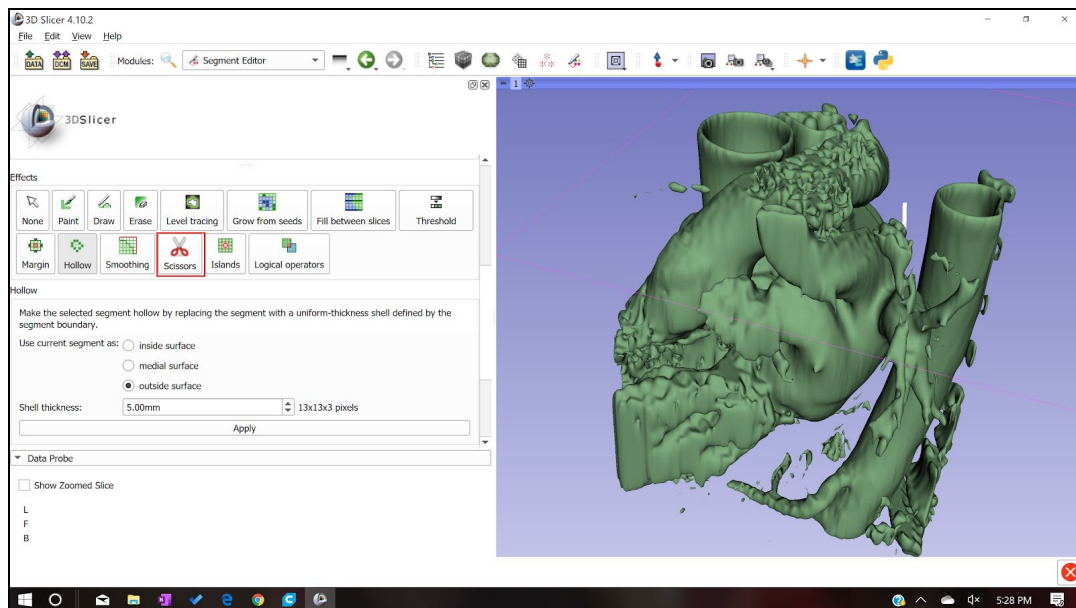 3D Slicer 4.10.2
File Edit View Help
DATA DCM SAVE Modules: Segment Editor
1
3DSlicer
Effects
None Paint Draw Erase Level tracing Grow from seeds Fill between slices Threshold
Margin Hollow Smoothing Scissors Islands Logical operators
Hollow
Make the selected segment hollow by replacing the segment with a uniform-thickness shell defined by the
segment boundary.
Use current segment as: inside surface
medial surface
outside surface
Shell thickness: 5.00mm 13x13x3 pixels
Apply
Data Probe
Show Zoomed Slice
L
F
B
5:28 PM